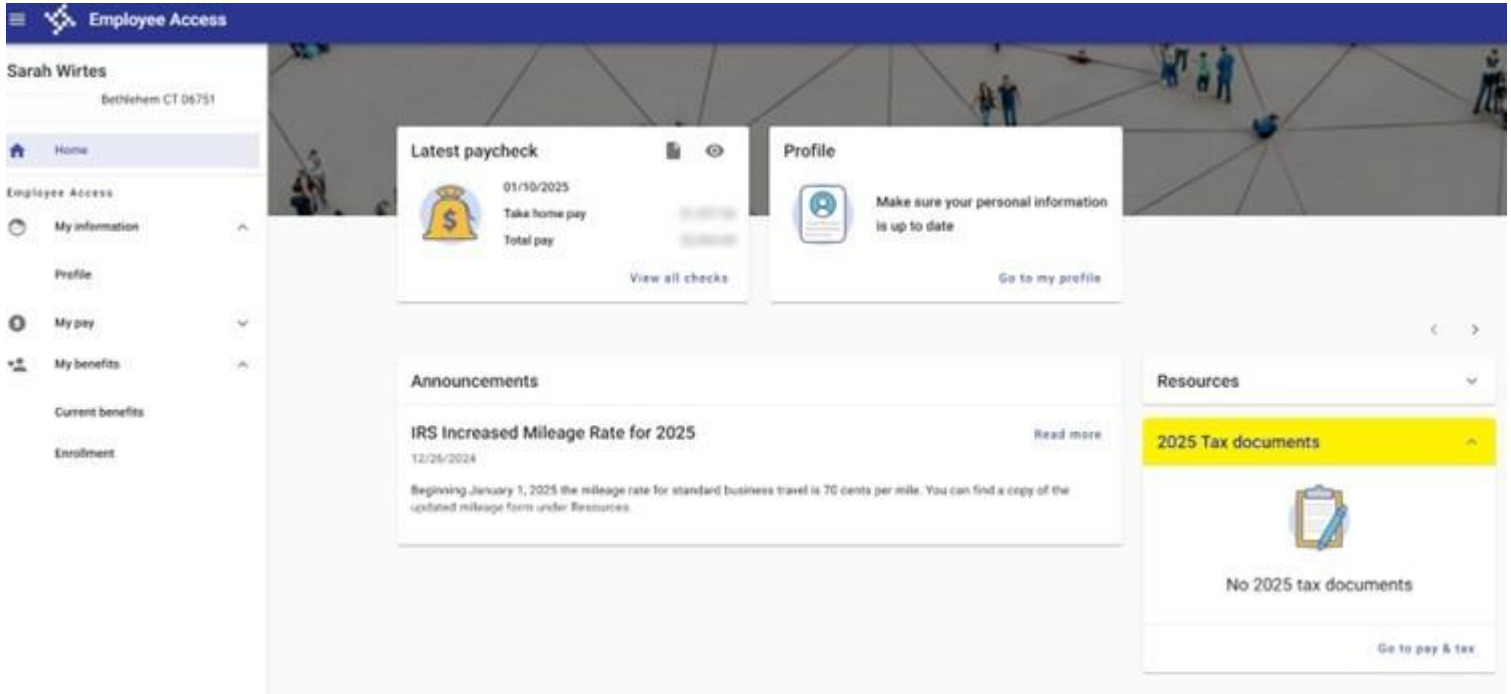 Employee Access
Sarah Wirtes
Bethlehem CT 06751
Home
Employee Access
My information
Profile
My pay
My benefits
Current benefits
Enrollment
Latest paycheck
01/10/2025
Take home pay
Total pay
View all checks
Profile
Make sure your personal information
is up to date
Go to my profile
Announcements
IRS Increased Mileage Rate for 2025
Read more
12/26/2024
Beginning January 1, 2025 the mileage rate for standard business travel is 70 cents per mile. You can find a copy of the
updated mileage form under Resources.
Resources
2025 Tax documents
No 2025 tax documents
Go to pay & tax